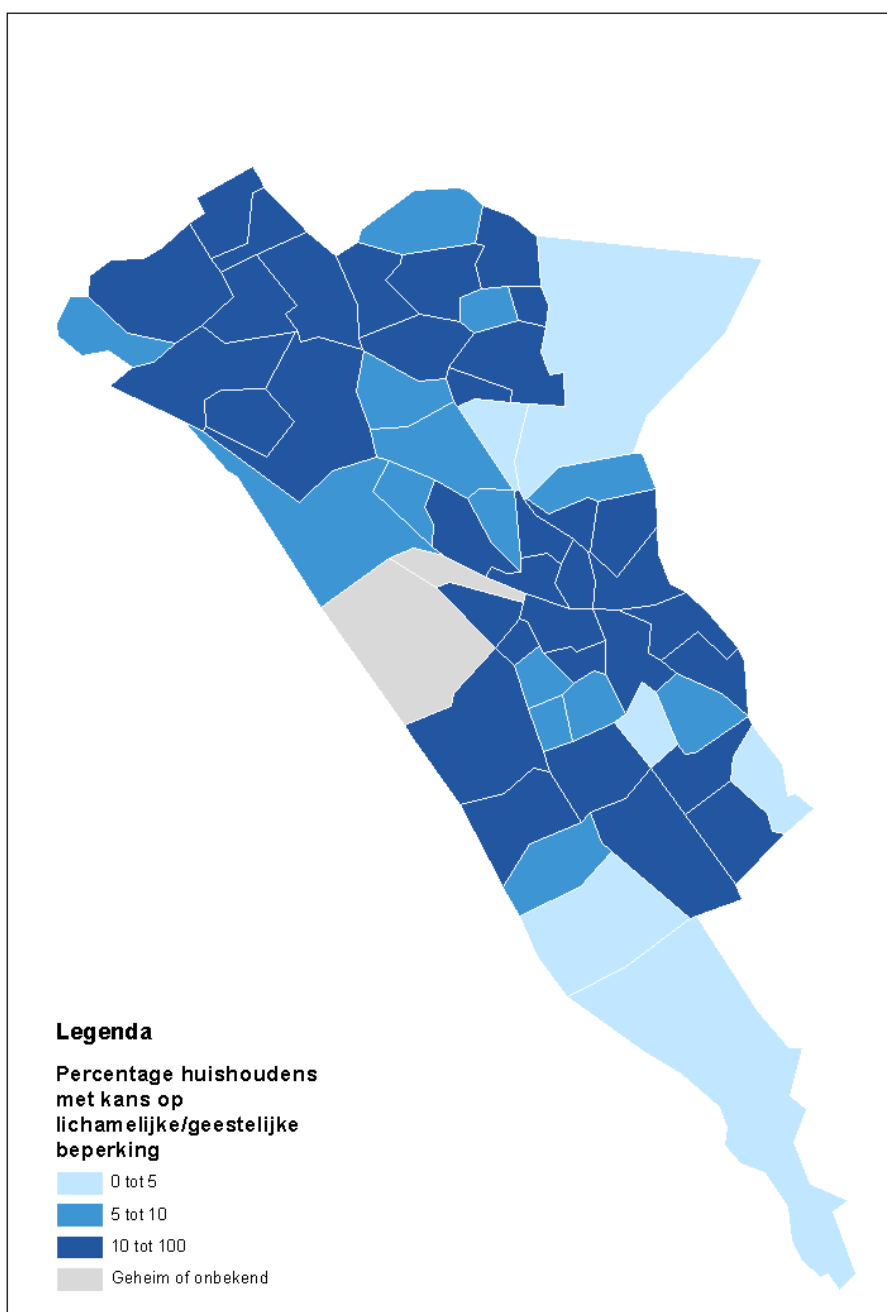 Legenda
Percentage huishoudens
met kans op
lichamelijke/geestelijke
beperking
0 tot 5
5 tot 10
10 tot 100
Geheim of onbekend